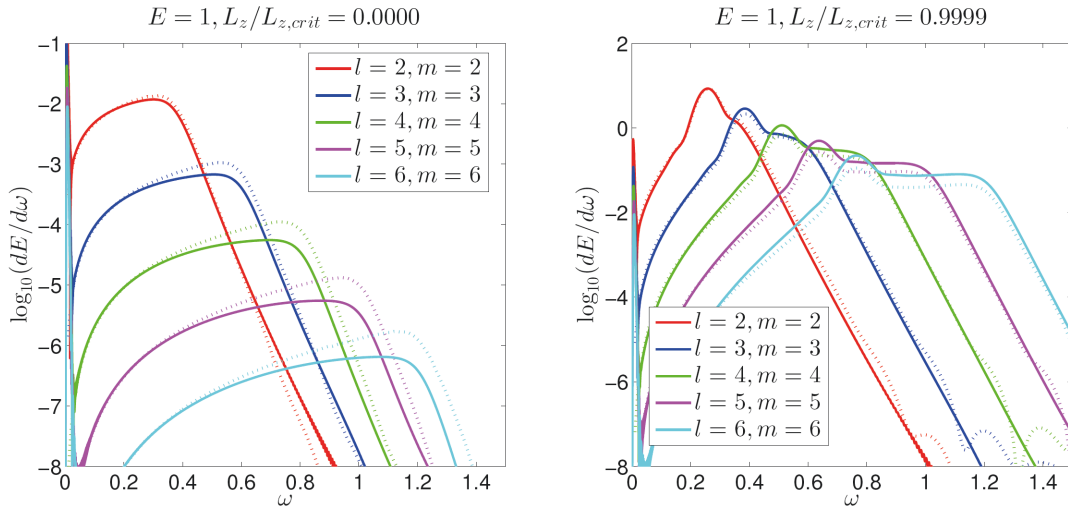 E = 1, L_z/L_{z,crit} = 0.0000
-1
-2
-3
-4
-5
-6
-7
-8
log₁₀(dE/dω)
l = 2, m = 2
l = 3, m = 3
l = 4, m = 4
l = 5, m = 5
l = 6, m = 6
0 0.2 0.4 0.6 0.8 1 1.2 1.4
ω
E = 1, L_z/L_{z,crit} = 0.9999
2
0
-2
-4
-6
-8
log₁₀(dE/dω)
l = 2, m = 2
l = 3, m = 3
l = 4, m = 4
l = 5, m = 5
l = 6, m = 6
0 0.2 0.4 0.6 0.8 1 1.2 1.4
ω